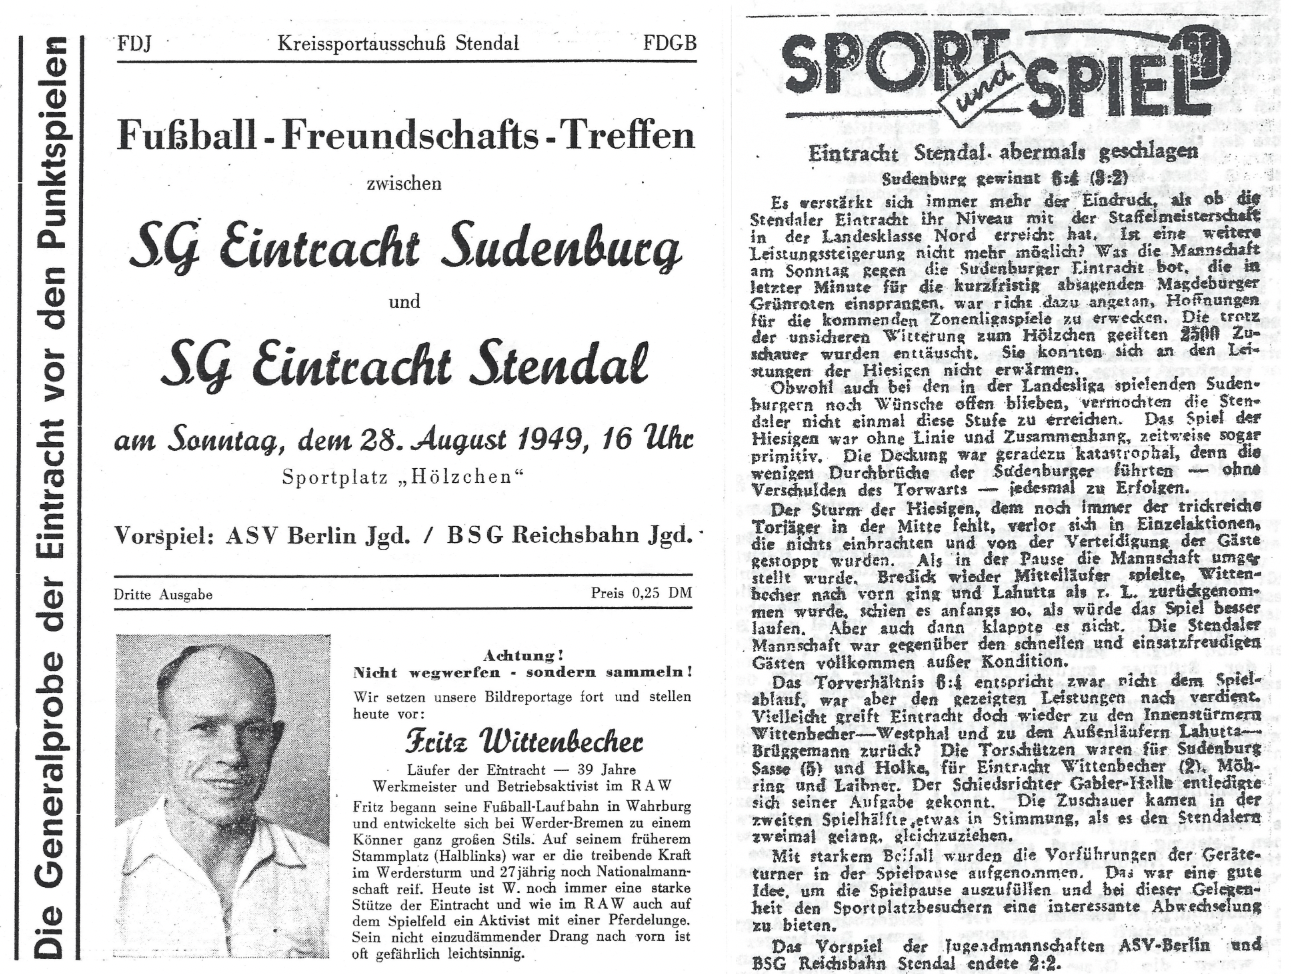 Die Generalprobe der Eintracht vor den Punktspielen
FDJ Kreissportausschuß Stendal FDGB
Fußball-Freundschafts-Treffen
zwischen
SG Eintracht Sudenburg
und
SG Eintracht Stendal
am Sonntag, dem 28. August 1949, 16 Uhr
Sportplatz „Hölzchen“
Vorspiel: ASV Berlin Jgd. / BSG Reichsbahn Jgd.
Dritte Ausgabe Preis 0,25 DM
Achtung!
Nicht wegwerfen - sondern sammeln!
Wir setzen unsere Bildreportage fort und stellen
heute vor:
Fritz Wittenbecher
Läufer der Eintracht — 39 Jahre
Werkmeister und Betriebsaktivist im RAW
Fritz begann seine Fußball-Laufbahn in Wahrburg
und entwickelte sich bei Werder-Bremen zu einem
Könner ganz großen Stils. Auf seinem früherem
Stammplatz (Halblinks) war er die treibende Kraft
im Werdersturm und 27jährig noch Nationalmann-
schaft reif. Heute ist W. noch immer eine starke
Stütze der Eintracht und wie im RAW auch auf
dem Spielfeld ein Aktivist mit einer Pferdelunge.
Sein nicht einzudämmender Drang nach vorn ist
oft gefährlich leichtsinnig.
SPORT und SPIEL
Eintracht Stendal abermals geschlagen
Sudenburg gewinnt 6:4 (3:2)
Es verstärkt sich immer mehr der Eindruck, als ob die
Stendaler Eintracht ihr Niveau mit der Staffelmeisterschaft
in der Landesklasse Nord erreicht hat. Ist eine weitere
Leistungssteigerung nicht mehr möglich? Was die Mannschaft
am Sonntag gegen die Sudenburger Eintracht bot, die in
letzter Minute für die kurzfristig absagenden Magdeburger
Grünroten einsprangen, war nicht dazu angetan, Hoffnungen
für die kommenden Zonenligaspiele zu erwecken. Die trotz
der unsicheren Witterung zum Hölzchen geeilten 2500 Zu-
schauer wurden enttäuscht. Sie konnten sich an den Lei-
stungen der Hiesigen nicht erwärmen.
Obwohl auch bei den in der Landesliga spielenden Suden-
burgern noch Wünsche offen blieben, vermochten die Sten-
daler nicht einmal diese Stufe zu erreichen. Das Spiel der
Hiesigen war ohne Linie und Zusammenhang, zeitweise sogar
primitiv. Die Deckung war geradezu katastrophal, denn die
wenigen Durchbrüche der Sudenburger führten — ohne
Verschulden des Torwarts — jedesmal zu Erfolgen.
Der Sturm der Hiesigen, dem noch immer der trickreiche
Torjäger in der Mitte fehlt, verlor sich in Einzelaktionen,
die nichts einbrachten und von der Verteidigung der Gäste
gestoppt wurden. Als in der Pause die Mannschaft umge-
stellt wurde, Bredick wieder Mittelläufer spielte, Witten-
becher nach vorn ging und Lahutta als r. L. zurückgenom-
men wurde, schien es anfangs so, als würde das Spiel besser
laufen. Aber auch dann klappte es nicht. Die Stendaler
Mannschaft war gegenüber den schnellen und einsatzfreudigen
Gästen vollkommen außer Kondition.
Das Torverhältnis 6:4 entspricht zwar nicht dem Spiel-
ablauf, war aber den gezeigten Leistungen nach verdient.
Vielleicht greift Eintracht doch wieder zu den Innenstürmern
Wittenbecher—Westphal und zu den Außenläufern Lahutta—
Brüggemann zurück? Die Torschützen waren für Sudenburg
Sasse (5) und Holke, für Eintracht Wittenbecher (2), Möh-
ring und Laibner. Der Schiedsrichter Gabler-Halle entledigte
sich seiner Aufgabe gekonnt. Die Zuschauer kamen in der
zweiten Spielhälfte etwas in Stimmung, als es den Stendalern
zweimal gelang, gleichzuziehen.
Mit starkem Beifall wurden die Vorführungen der Geräte-
turner in der Spielpause aufgenommen. Das war eine gute
Idee, um die Spielpause auszufüllen und bei dieser Gelegen-
heit den Sportplatzbesuchern eine interessante Abwechselung
zu bieten.
Das Vorspiel der Jugendmannschaften ASV-Berlin und
BSG Reichsbahn Stendal endete 2:2.